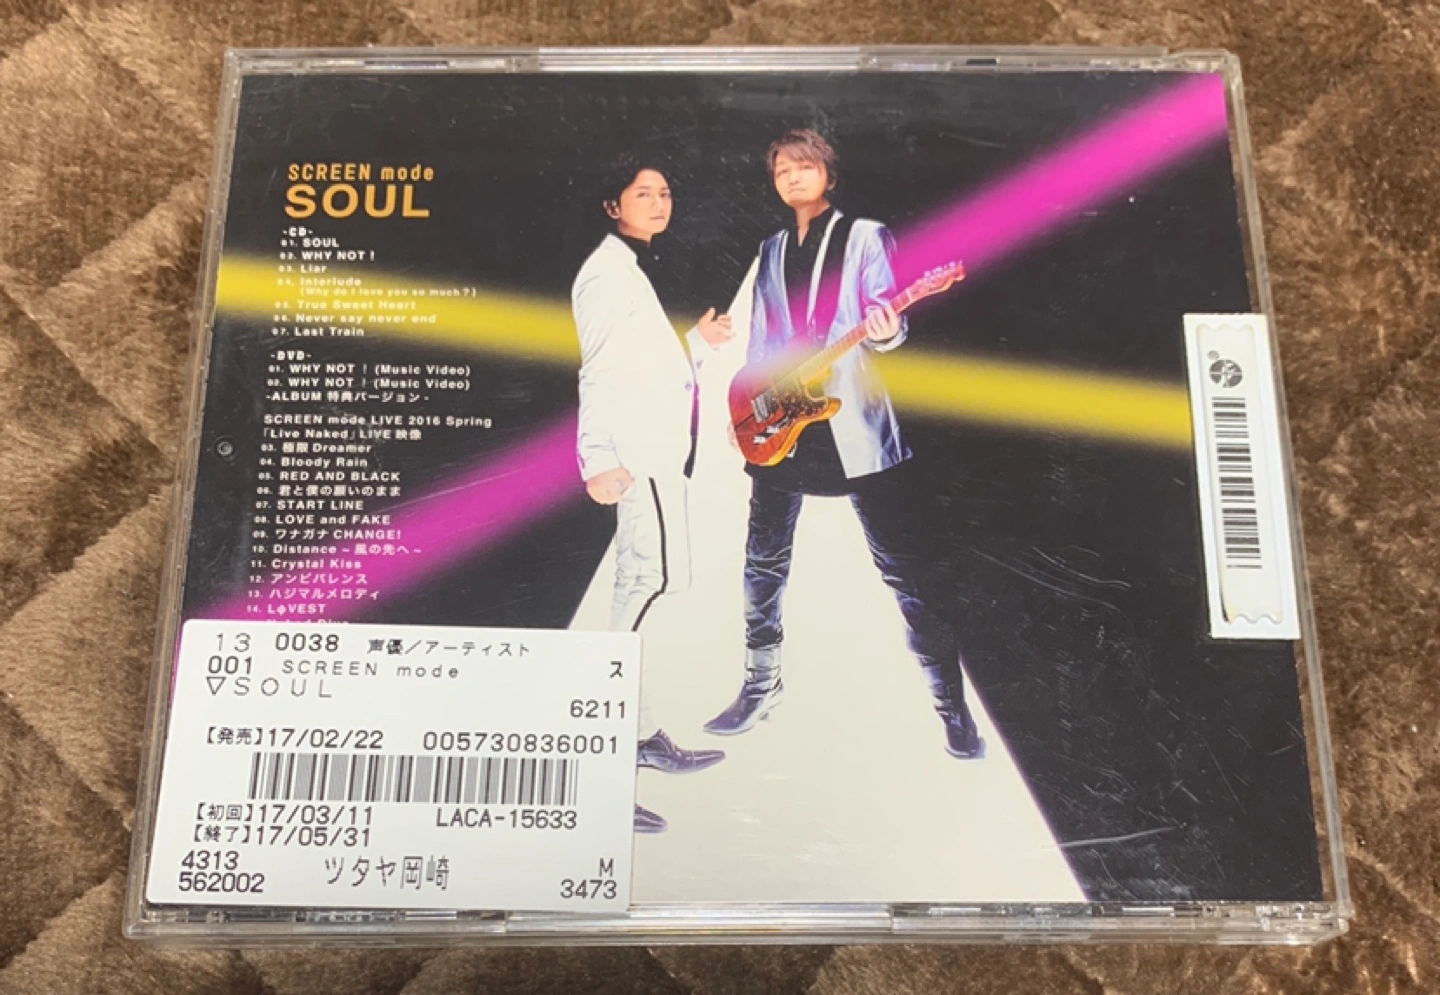 SCREEN mode
SOUL
-CD-
01. SOUL
02. WHY NOT !
03. Liar
04. Interlude
(Why do I love you so much?)
05. True Sweet Heart
06. Never say never end
07. Last Train
-DVD-
01. WHY NOT ! (Music Video)
02. WHY NOT ! (Music Video)
-ALBUM 特典バージョン-
SCREEN mode LIVE 2016 Spring
「Live Naked」LIVE 映像
03. 極限Dreamer
04. Bloody Rain
05. RED AND BLACK
06. 君と僕の願いのまま
07. START LINE
08. LOVE and FAKE
09. ワナガナ CHANGE!
10. Distance ~風の先へ~
11. Crystal Kiss
12. アンビバレンス
13. ハジマルメロディ
14. LφVEST
13 0038 声優/アーティスト
001 SCREEN mode ス
▽SOUL
6211
【発売】17/02/22 005730836001
【初回】17/03/11 LACA-15633
【終了】17/05/31
4313 ツタヤ岡崎 M
562002 3473